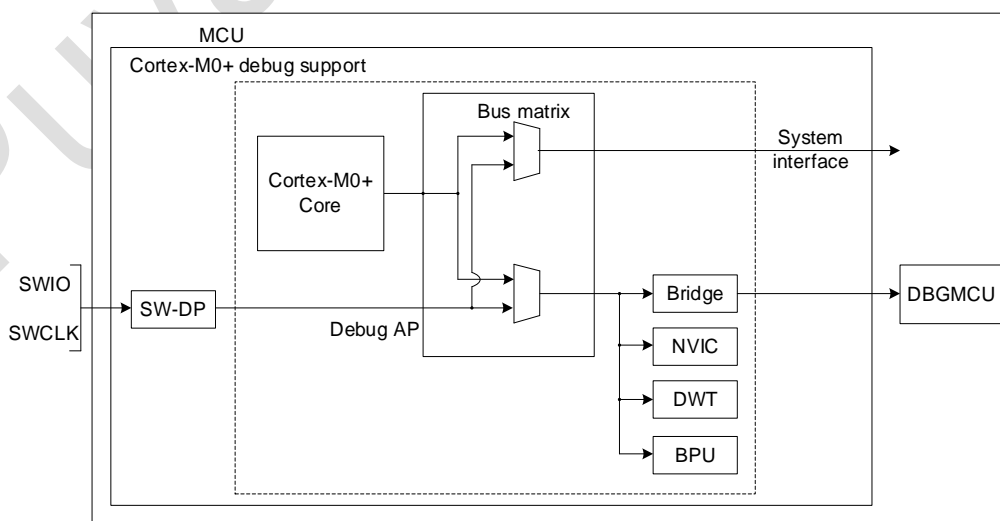 MCU
Cortex-M0+ debug support
Bus matrix
System
interface
Cortex-M0+
Core
SWIO
SWCLK
SW-DP
Debug AP
Bridge
DBGMCU
NVIC
DWT
BPU